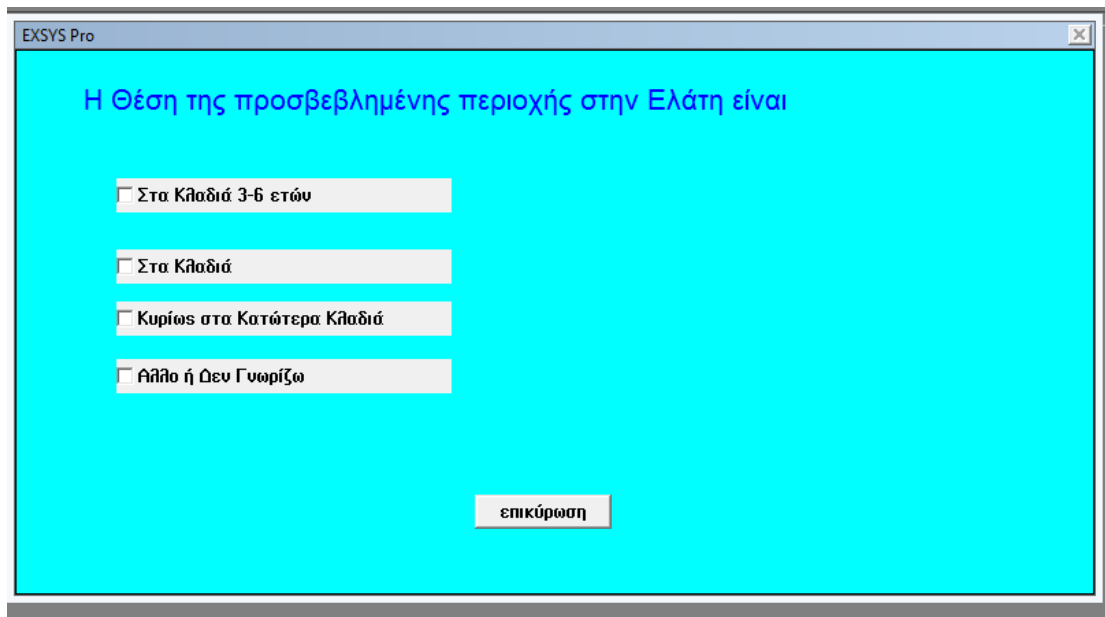 EXSYS Pro
Η Θέση της προσβεβλημένης περιοχής στην Ελάτη είναι
Στα Κλαδιά 3-6 ετών
Στα Κλαδιά
Κυρίως στα Κατώτερα Κλαδιά
Αλλο ή Δεν Γνωρίζω
επικύρωση